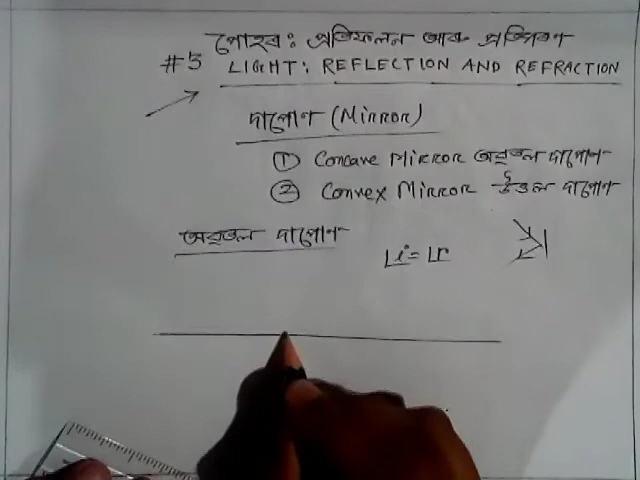 পোহৰ: প্ৰতিফলন আৰু প্ৰতিসৰণ
#5 LIGHT: REFLECTION AND REFRACTION
দাপোণ (Mirror)
① Concave Mirror অৱতল দাপোণ
② Convex Mirror উত্তল দাপোণ
অৱতল দাপোণ
∠i = ∠r